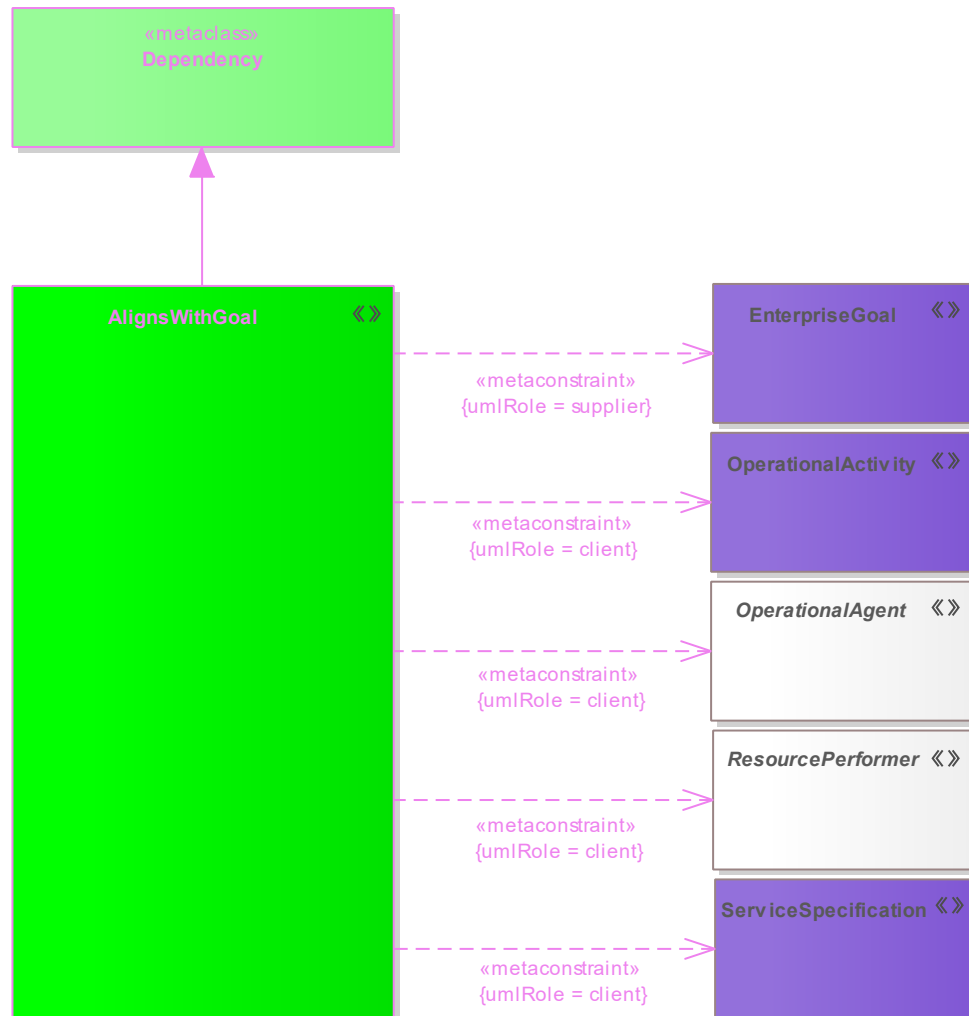 «metaclass»
Dependency
AlignsWithGoal «»
EnterpriseGoal «»
«metaconstraint»
{umlRole = supplier}
OperationalActivity «»
«metaconstraint»
{umlRole = client}
OperationalAgent «»
«metaconstraint»
{umlRole = client}
ResourcePerformer «»
«metaconstraint»
{umlRole = client}
ServiceSpecification «»
«metaconstraint»
{umlRole = client}